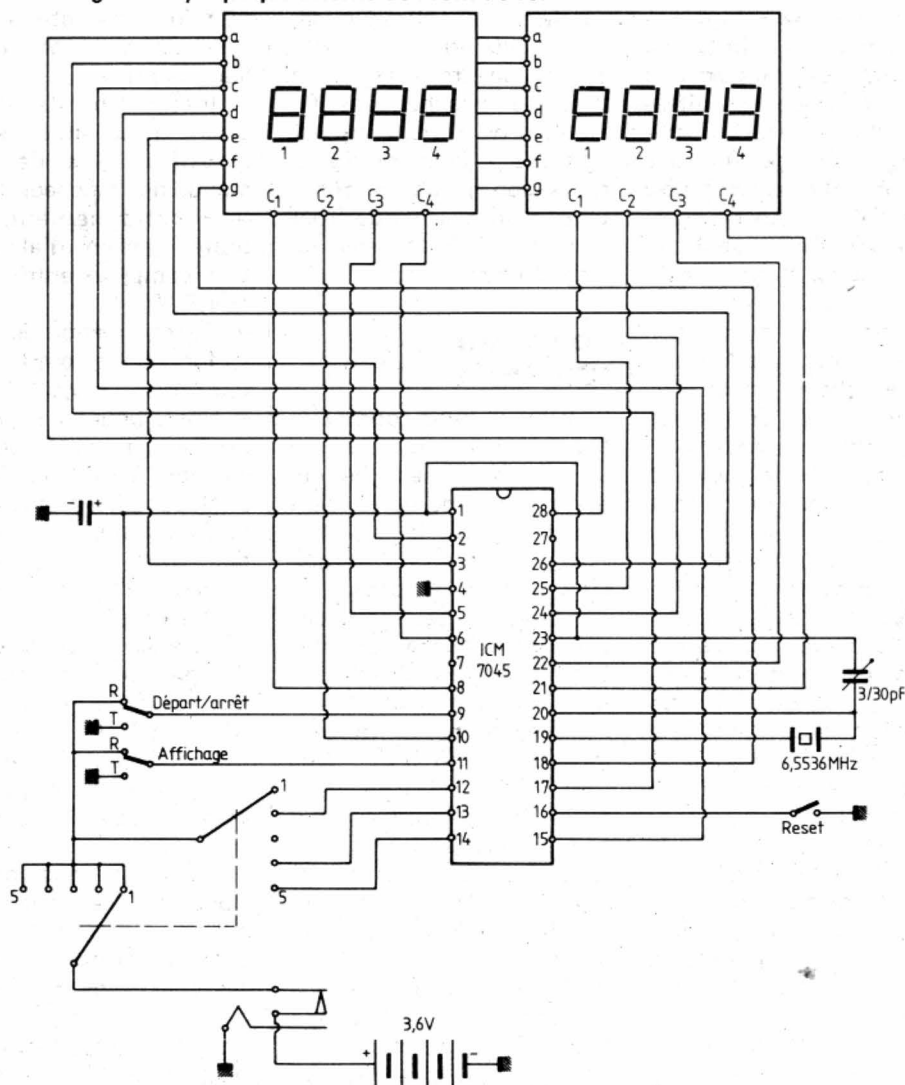 a a
b b
c c
d d
e e
f f
g g
1 2 3 4
1 2 3 4
C1 C2 C3 C4
C1 C2 C3 C4
- +
1 28
2 27
3 26
4 25
5 24
6 23
ICM
7045
7 22
8 21
9 20
10 19
11 18
12 17
13 16
14 15
3/30pF
6,5536MHz
Reset
R
Départ/arrêt
T
R
Affichage
T
1
5
5 1
3,6V
+ -